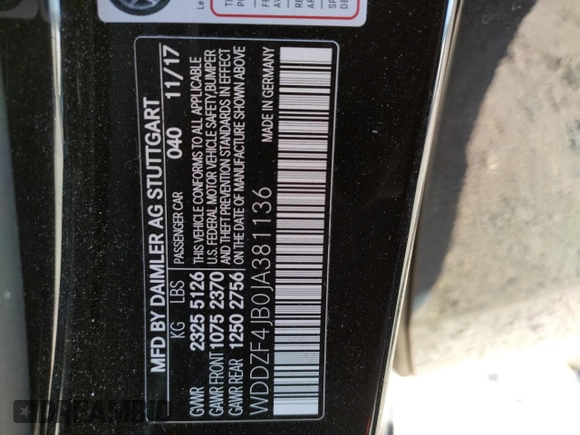 MFD BY DAIMLER AG STUTTGART
KG LBS PASSENGER CAR 040 11/17
GVWR 2325 5126 THIS VEHICLE CONFORMS TO ALL APPLICABLE
GAWR FRONT 1075 2370 U.S. FEDERAL MOTOR VEHICLE SAFETY, BUMPER
GAWR REAR 1250 2756 AND THEFT PREVENTION STANDARDS IN EFFECT
ON THE DATE OF MANUFACTURE SHOWN ABOVE
WDDZF4JB0JA381136 MADE IN GERMANY
DREAMBID